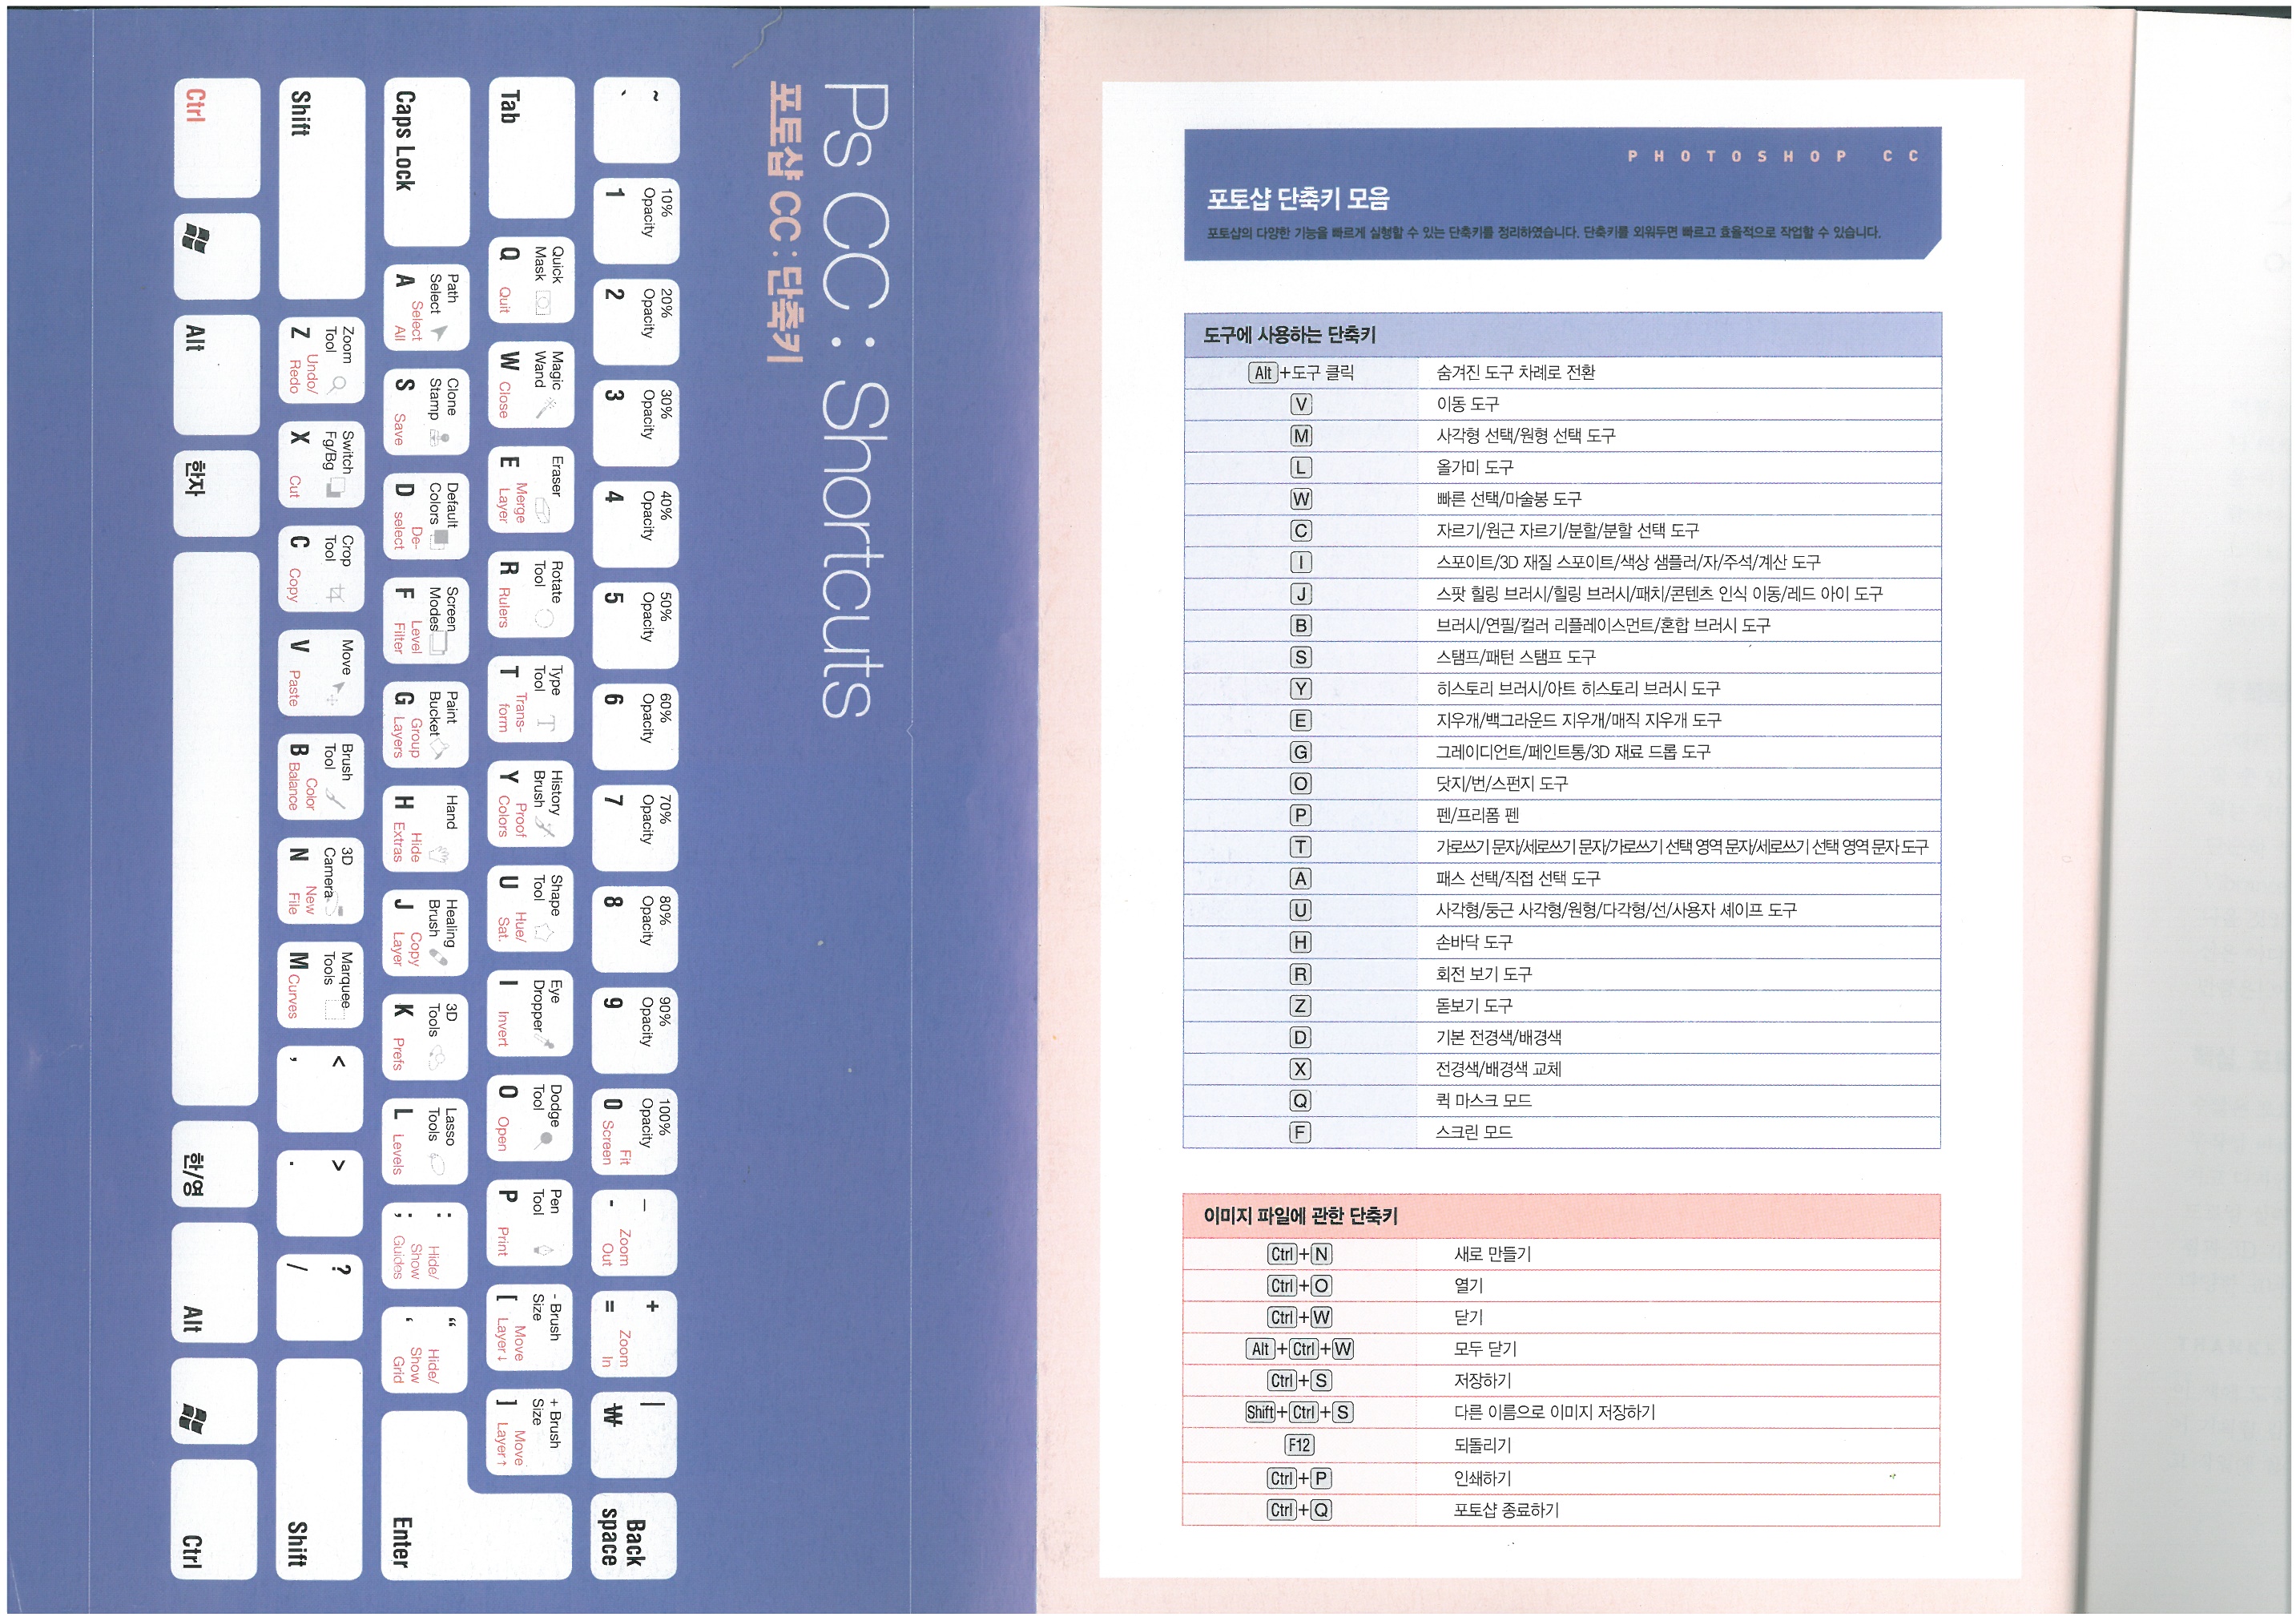 Ps CC : Shortcuts
포토샵 CC : 단축키
~
`
10%
Opacity
1
20%
Opacity
2
30%
Opacity
3
40%
Opacity
4
50%
Opacity
5
60%
Opacity
6
70%
Opacity
7
80%
Opacity
8
90%
Opacity
9
100%
Opacity
0 Fit Screen
–
- Zoom Out
+
= Zoom In
|
₩
Back space
Tab
Quick Mask
Q Quit
Magic Wand
W Close
Eraser
E Merge Layer
Rotate Tool
R Rulers
Type Tool
T Trans-form
History Brush
Y Proof Colors
Shape Tool
U Hue/Sat.
Eye Dropper
I Invert
Dodge Tool
O Open
Pen Tool
P Print
- Brush Size
[ Move Layer↓
+ Brush Size
] Move Layer↑
Caps Lock
Path Select
A Select All
Clone Stamp
S Save
Default Colors
D De-select
Screen Modes
F Level Filter
Paint Bucket
G Group Layers
Hand
H Hide Extras
Healing Brush
J Copy Layer
3D Tools
K Prefs
Lasso Tools
L Levels
:
; Hide/Show Guides
“
‘ Hide/Show Grid
Enter
Shift
Zoom Tool
Z Undo/Redo
Switch Fg/Bg
X Cut
Crop Tool
C Copy
Move
V Paste
Brush Tool
B Color Balance
3D Camera
N New File
Marquee Tools
M Curves
<
,
>
.
?
/
Shift
Ctrl
Alt
한자
한/영
Alt
Ctrl
PHOTOSHOP CC
포토샵 단축키 모음
포토샵의 다양한 기능을 빠르게 실행할 수 있는 단축키를 정리하였습니다. 단축키를 외워두면 빠르고 효율적으로 작업할 수 있습니다.
도구에 사용하는 단축키
Alt+도구 클릭 숨겨진 도구 차례로 전환
V 이동 도구
M 사각형 선택/원형 선택 도구
L 올가미 도구
W 빠른 선택/마술봉 도구
C 자르기/원근 자르기/분할/분할 선택 도구
I 스포이트/3D 재질 스포이트/색상 샘플러/자/주석/계산 도구
J 스팟 힐링 브러시/힐링 브러시/패치/콘텐츠 인식 이동/레드 아이 도구
B 브러시/연필/컬러 리플레이스먼트/혼합 브러시 도구
S 스탬프/패턴 스탬프 도구
Y 히스토리 브러시/아트 히스토리 브러시 도구
E 지우개/백그라운드 지우개/매직 지우개 도구
G 그레이디언트/페인트통/3D 재료 드롭 도구
O 닷지/번/스펀지 도구
P 펜/프리폼 펜
T 가로쓰기 문자/세로쓰기 문자/가로쓰기 선택 영역 문자/세로쓰기 선택 영역 문자 도구
A 패스 선택/직접 선택 도구
U 사각형/둥근 사각형/원형/다각형/선/사용자 셰이프 도구
H 손바닥 도구
R 회전 보기 도구
Z 돋보기 도구
D 기본 전경색/배경색
X 전경색/배경색 교체
Q 퀵 마스크 모드
F 스크린 모드
이미지 파일에 관한 단축키
Ctrl+N 새로 만들기
Ctrl+O 열기
Ctrl+W 닫기
Alt+Ctrl+W 모두 닫기
Ctrl+S 저장하기
Shift+Ctrl+S 다른 이름으로 이미지 저장하기
F12 되돌리기
Ctrl+P 인쇄하기
Ctrl+Q 포토샵 종료하기